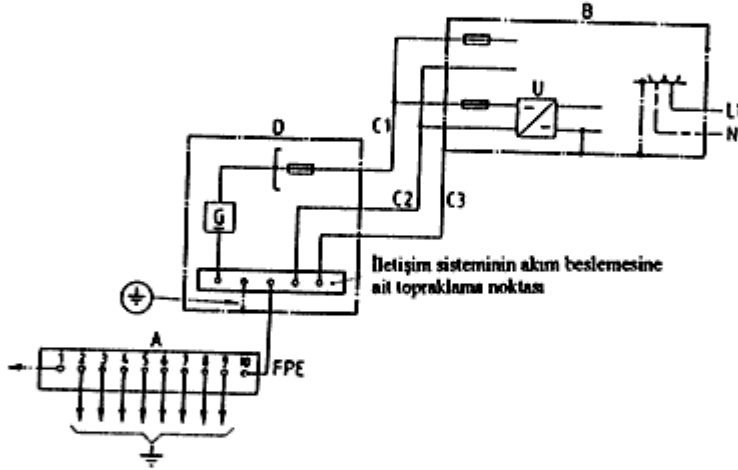 B
U
L1
N
D
C1
G
C2
C3
İletişim sisteminin akım beslemesine
ait topraklama noktası
A
1 2 3 4 5 6 7 8 9 10
FPE